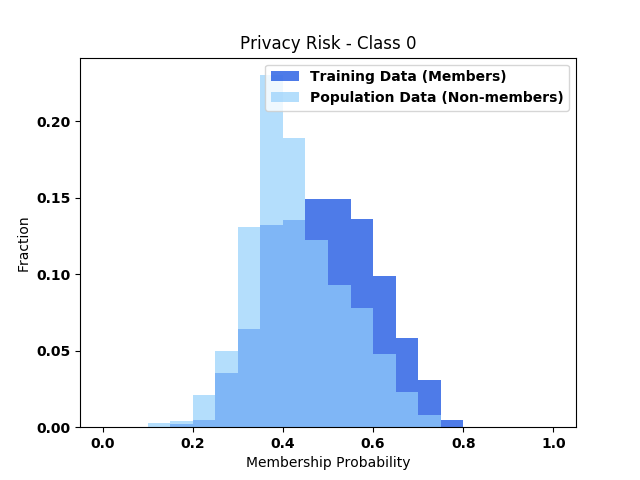 Privacy Risk - Class 0
Training Data (Members)
Population Data (Non-members)
0.20
0.15
0.10
0.05
0.00
Fraction
0.0 0.2 0.4 0.6 0.8 1.0
Membership Probability